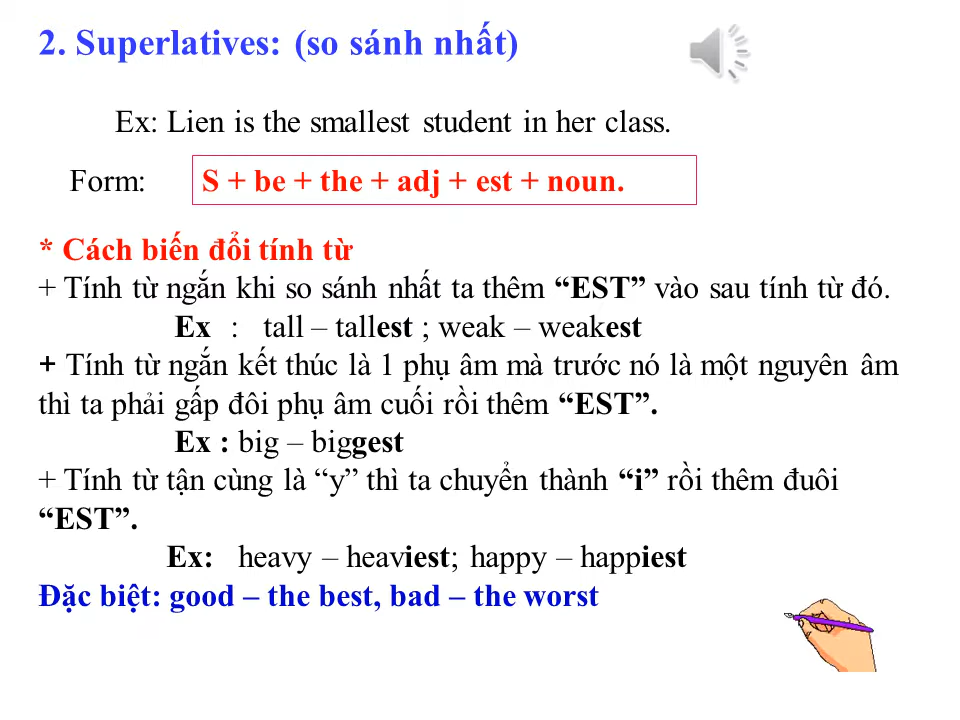 2. Superlatives: (so sánh nhất)
Ex: Lien is the smallest student in her class.
Form: S + be + the + adj + est + noun.
* Cách biến đổi tính từ
+ Tính từ ngắn khi so sánh nhất ta thêm “EST” vào sau tính từ đó.
Ex : tall – tallest ; weak – weakest
+ Tính từ ngắn kết thúc là 1 phụ âm mà trước nó là một nguyên âm
thì ta phải gấp đôi phụ âm cuối rồi thêm “EST”.
Ex : big – biggest
+ Tính từ tận cùng là “y” thì ta chuyển thành “i” rồi thêm đuôi
“EST”.
Ex: heavy – heaviest; happy – happiest
Đặc biệt: good – the best, bad – the worst